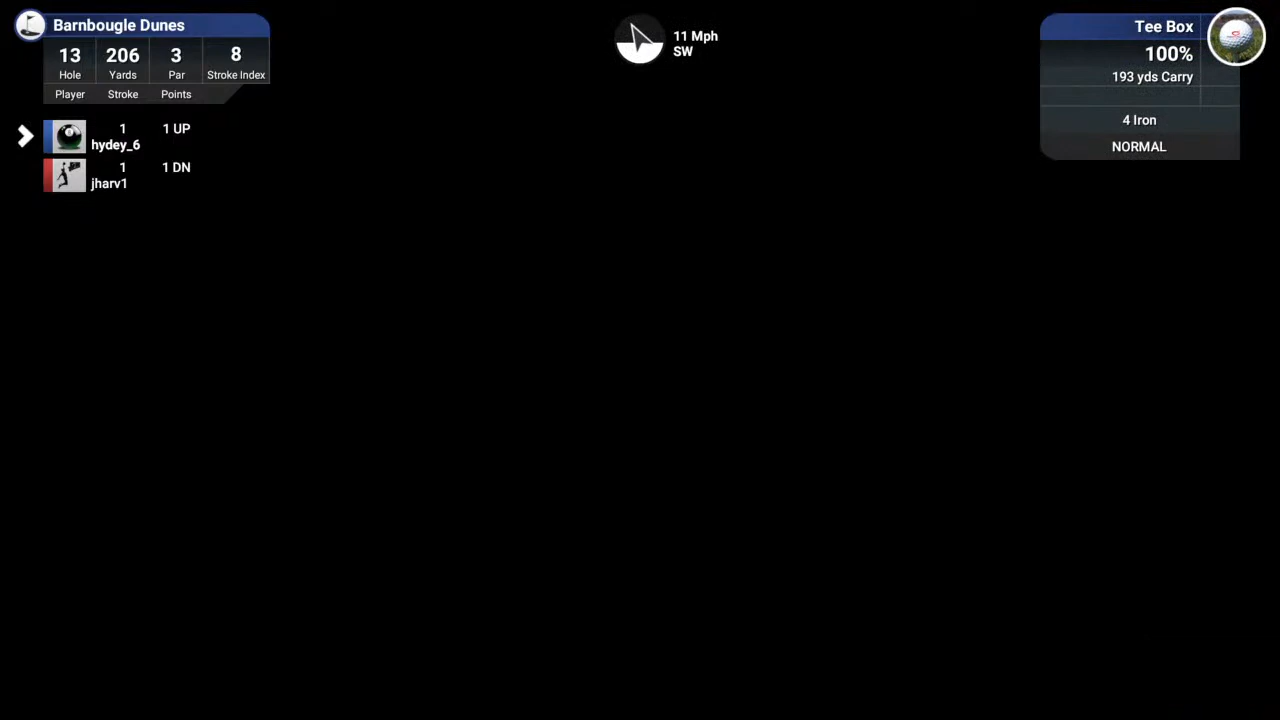 Barnbougle Dunes
13 206 3 8
Hole Yards Par Stroke Index
Player Stroke Points
1 1 UP
hydey_6
1 1 DN
jharv1
11 Mph
SW
Tee Box
100%
193 yds Carry
4 Iron
NORMAL